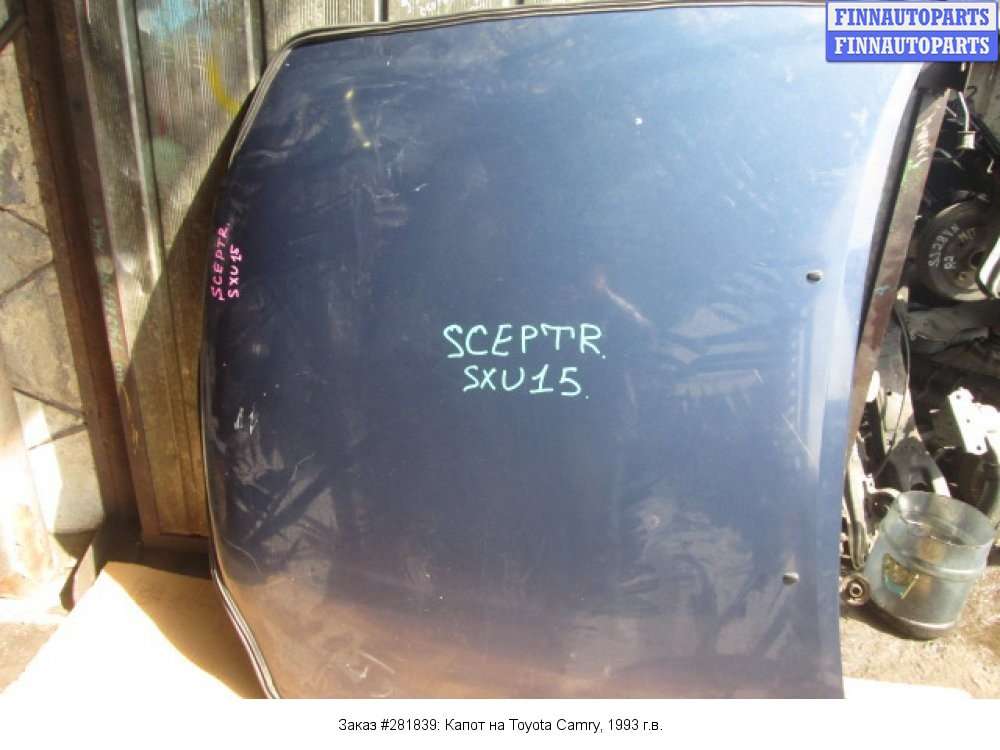 FINNAUTOPARTS
FINNAUTOPARTS
SCEPTR.
SXU15
SCEPTR.
SXU15.
Заказ #281839: Капот на Toyota Camry, 1993 г.в.